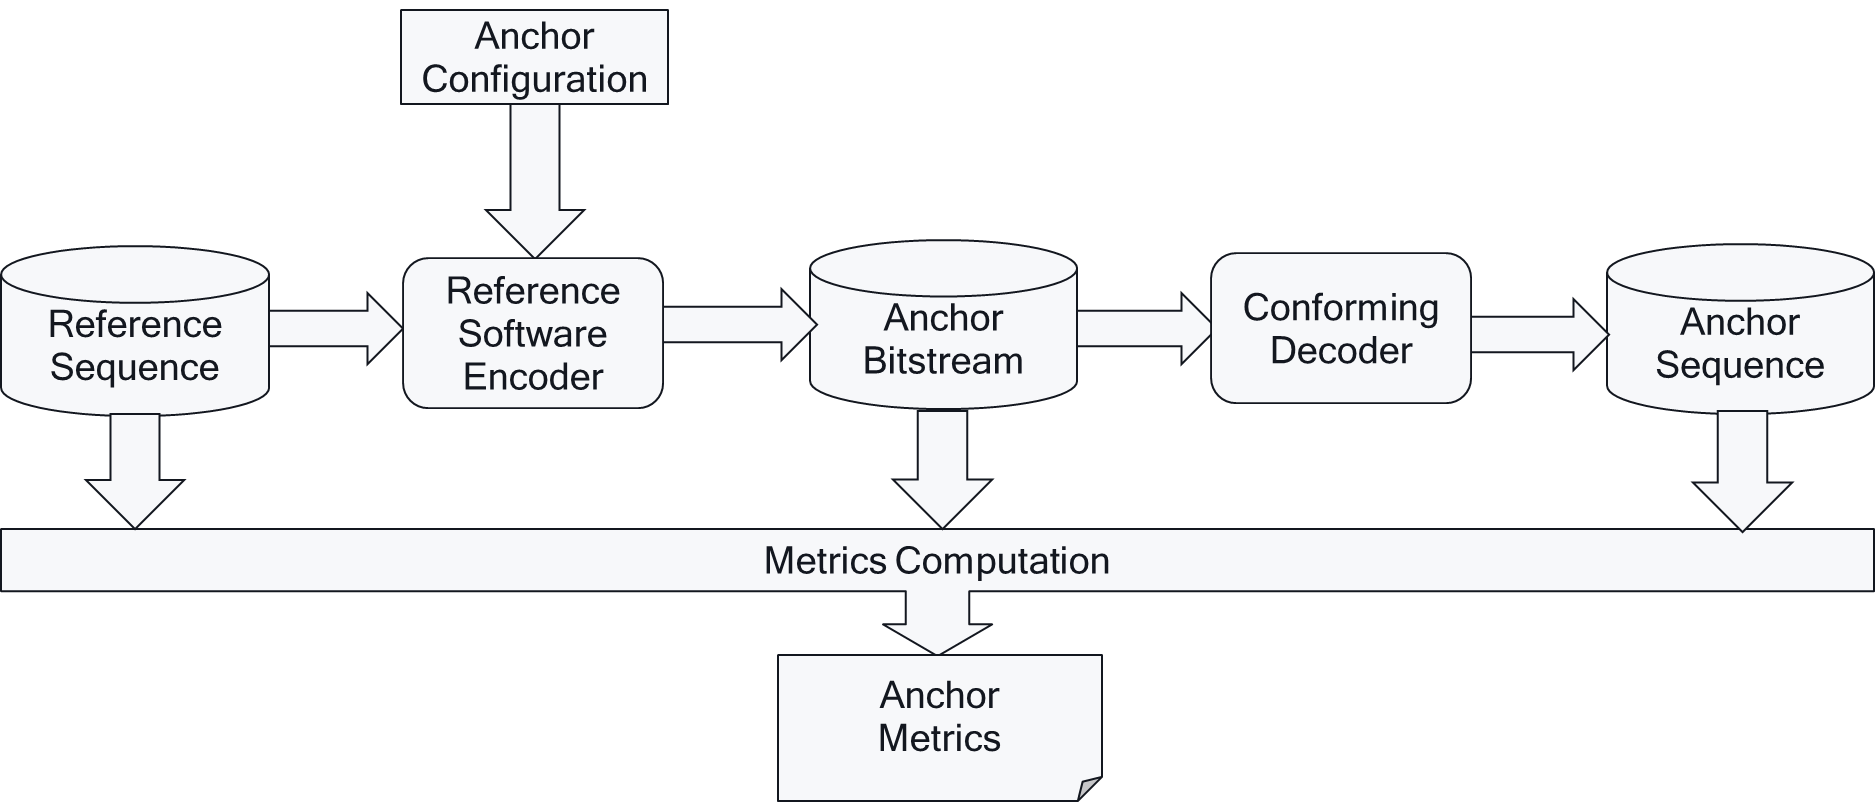 Anchor
Configuration
Reference
Sequence
Reference
Software
Encoder
Anchor
Bitstream
Conforming
Decoder
Anchor
Sequence
Metrics Computation
Anchor
Metrics